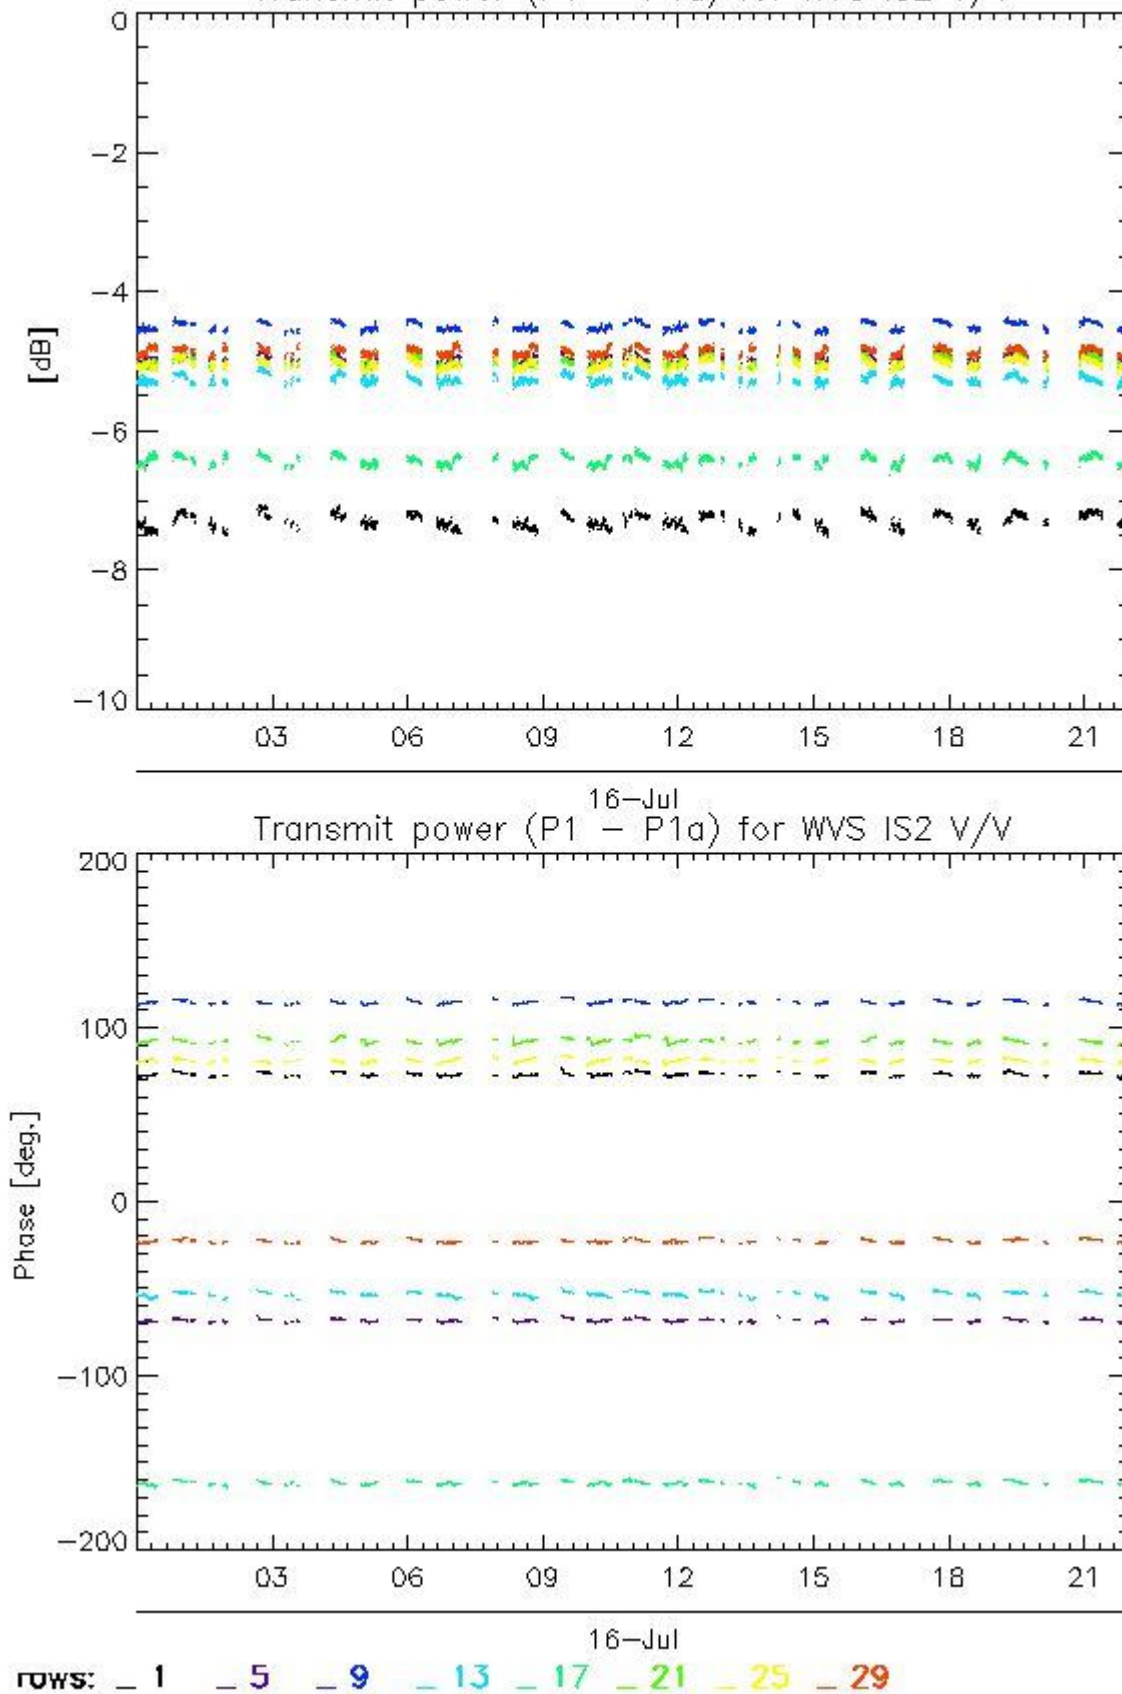 0
−2
−4
[dB]
−6
−8
−10
03 06 09 12 15 18 21
16−Jul
Transmit power (P1 − P1a) for WVS IS2 V/V
200
100
0
Phase [deg.]
−100
−200
03 06 09 12 15 18 21
16−Jul
rows: _ 1 _ 5 _ 9 _ 13 _ 17 _ 21 _ 25 _ 29